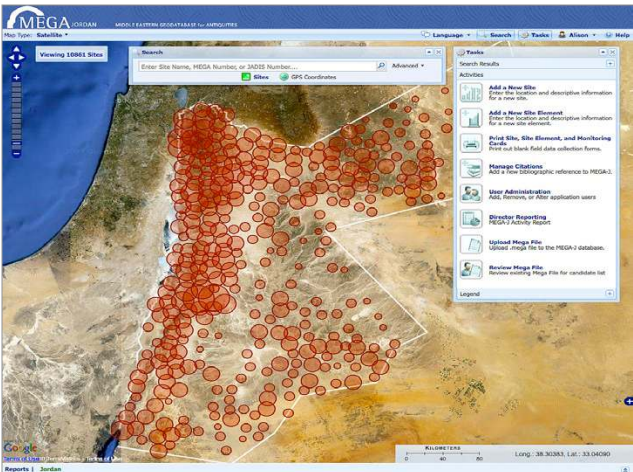 MEGA JORDAN MIDDLE EASTERN GEODATABASE for ANTIQUITIES
Map Type: Satellite Language Search Tasks Alison Help
Viewing 10861 Sites
Search
Enter Site Name, MEGA Number, or JADIS Number... Advanced
Sites GPS Coordinates
Tasks
Search Results
Activities
Add a New Site
Enter the location and descriptive information
for a new site.
Add a New Site Element
Enter the location and descriptive information
for a new site element.
Print Site, Site Element, and Monitoring
Cards
Print out blank field data collection forms.
Manage Citations
Add a new bibliographic reference to MEGA-J.
User Administration
Add, Remove, or Alter application users
Director Reporting
MEGA-J Activity Report
Upload Mega File
Upload .mega file to the MEGA-J database.
Review Mega File
Review existing Mega File for candidate list
Legend
Google
Terms of Use
KILOMETERS
0 40 80
Long.: 38.30383, Lat.: 33.04090
Reports | Jordan